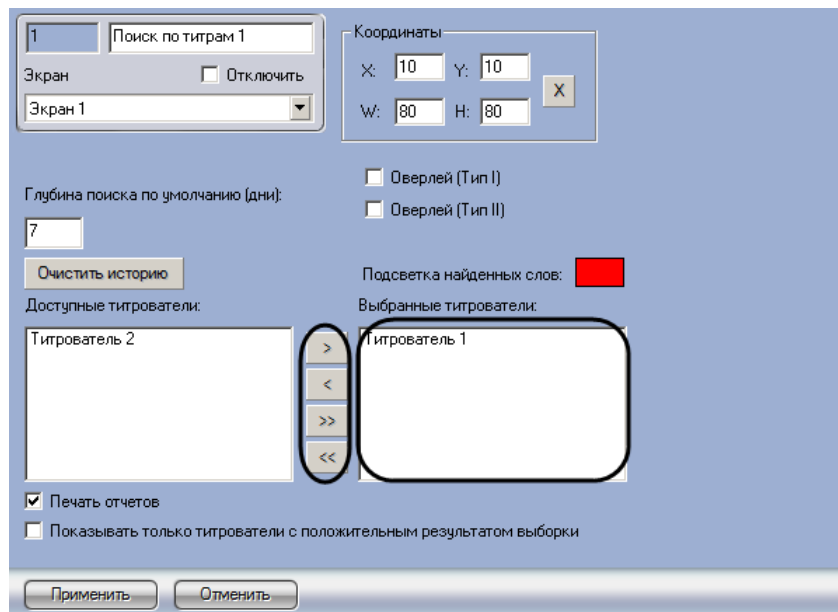 1
Поиск по титрам 1
Экран
Отключить
Экран 1
Координаты
X: 10 Y: 10
X
W: 80 H: 80
Оверлей (Тип I)
Оверлей (Тип II)
Глубина поиска по умолчанию (дни):
7
Очистить историю
Подсветка найденных слов:
Доступные титрователи:
Выбранные титрователи:
Титрователь 2
>
<
>>
<<
Титрователь 1
Печать отчетов
Показывать только титрователи с положительным результатом выборки
Применить
Отменить